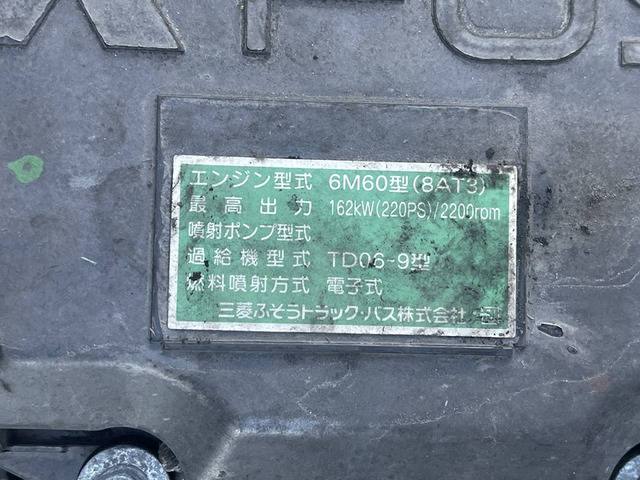 エンジン型式 6M60型(8AT3)
最高出力 162kW(220PS)/2200rpm
噴射ポンプ型式
過給機型式 TD06-9型
燃料噴射方式 電子式
三菱ふそうトラック・バス株式会社